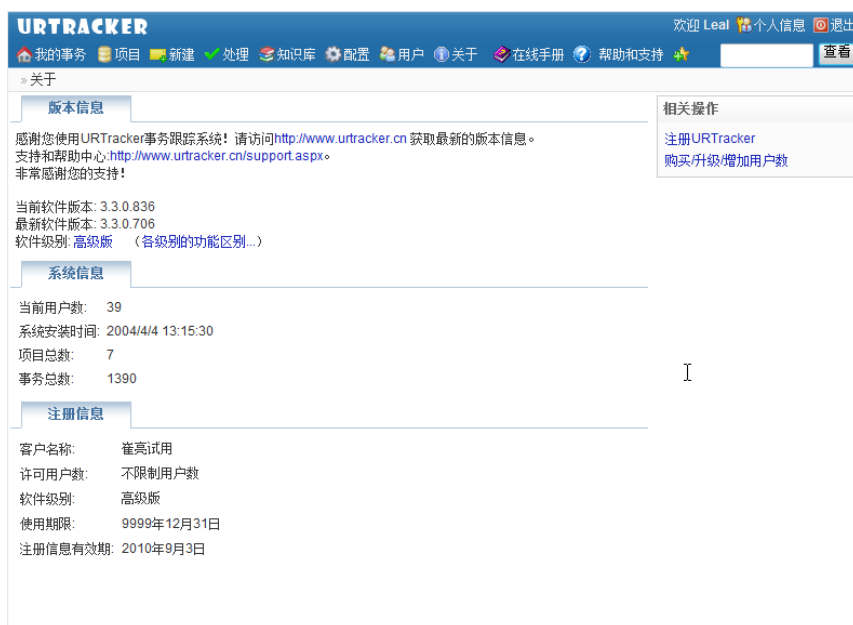 URTRACKER
欢迎 Leal 个人信息 退出
我的事务 项目 新建 处理 知识库 配置 用户 关于 在线手册 帮助和支持 查看
» 关于
版本信息
感谢您使用URTracker事务跟踪系统！请访问http://www.urtracker.cn 获取最新的版本信息。
支持和帮助中心:http://www.urtracker.cn/support.aspx。
非常感谢您的支持！
当前软件版本: 3.3.0.836
最新软件版本: 3.3.0.706
软件级别: 高级版 （各级别的功能区别...）
系统信息
当前用户数: 39
系统安装时间: 2004/4/4 13:15:30
项目总数: 7
事务总数: 1390
注册信息
客户名称: 崔亮试用
许可用户数: 不限制用户数
软件级别: 高级版
使用期限: 9999年12月31日
注册信息有效期: 2010年9月3日
相关操作
注册URTracker
购买/升级/增加用户数